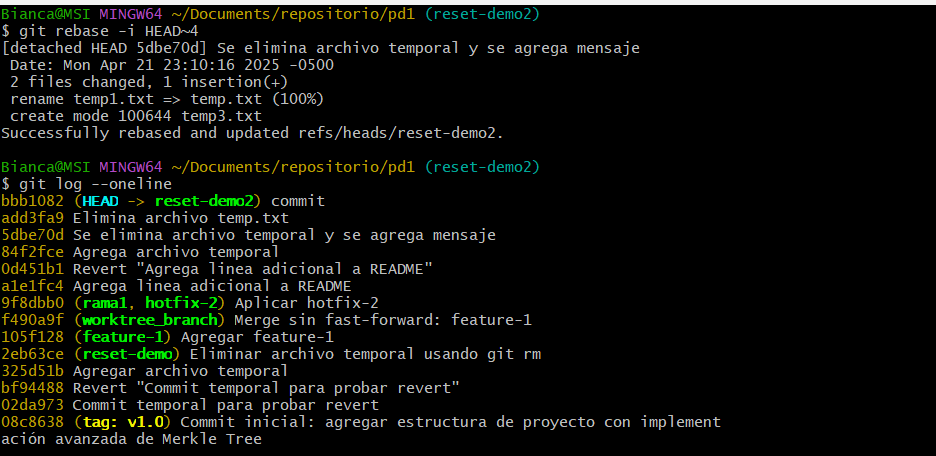 Bianca@MSI MINGW64 ~/Documents/repositorio/pd1 (reset-demo2)
$ git rebase -i HEAD~4
[detached HEAD 5dbe70d] Se elimina archivo temporal y se agrega mensaje
 Date: Mon Apr 21 23:10:16 2025 -0500
 2 files changed, 1 insertion(+)
 rename temp1.txt => temp.txt (100%)
 create mode 100644 temp3.txt
Successfully rebased and updated refs/heads/reset-demo2.
Bianca@MSI MINGW64 ~/Documents/repositorio/pd1 (reset-demo2)
$ git log --oneline
bbb1082 (HEAD -> reset-demo2) commit
add3fa9 Elimina archivo temp.txt
5dbe70d Se elimina archivo temporal y se agrega mensaje
84f2fce Agrega archivo temporal
0d451b1 Revert "Agrega linea adicional a README"
a1e1fc4 Agrega linea adicional a README
9f8dbb0 (rama1, hotfix-2) Aplicar hotfix-2
f490a9f (worktree_branch) Merge sin fast-forward: feature-1
105f128 (feature-1) Agregar feature-1
2eb63ce (reset-demo) Eliminar archivo temporal usando git rm
325d51b Agregar archivo temporal
bf94488 Revert "Commit temporal para probar revert"
02da973 Commit temporal para probar revert
08c8638 (tag: v1.0) Commit inicial: agregar estructura de proyecto con implement
ación avanzada de Merkle Tree